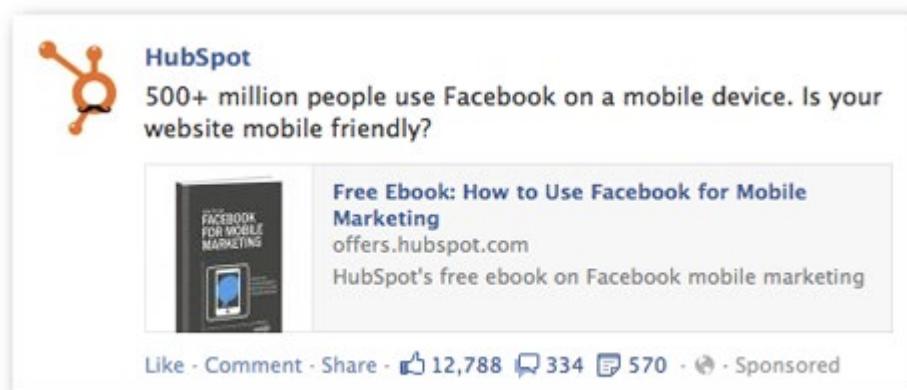 HubSpot
500+ million people use Facebook on a mobile device. Is your
website mobile friendly?
FACEBOOK
FOR MOBILE
MARKETING
Free Ebook: How to Use Facebook for Mobile
Marketing
offers.hubspot.com
HubSpot's free ebook on Facebook mobile marketing
Like · Comment · Share · 12,788 334 570 · · Sponsored